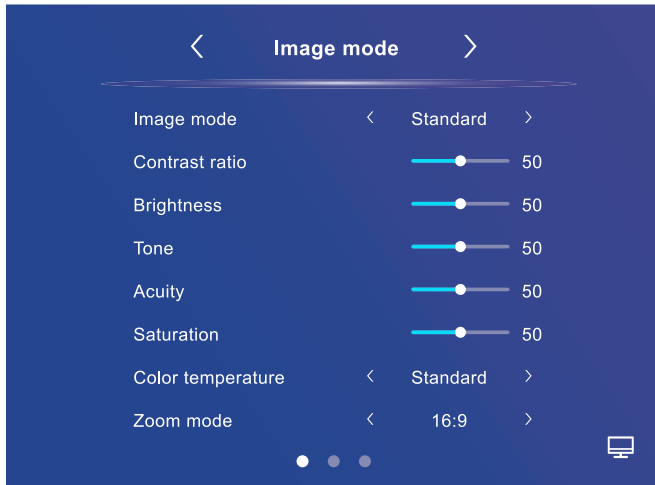 Image mode
Image mode Standard
Contrast ratio 50
Brightness 50
Tone 50
Acuity 50
Saturation 50
Color temperature Standard
Zoom mode 16:9